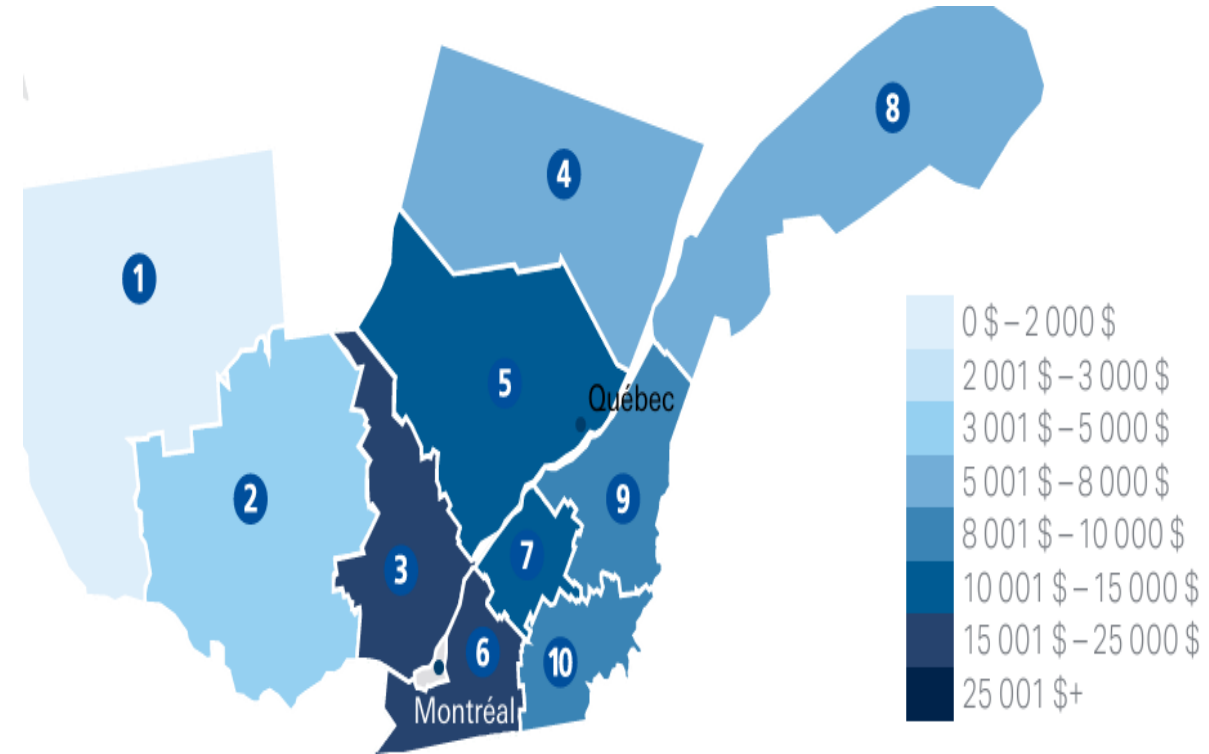 8
4
1
5
Québec
2
9
7
3
6
10
Montréal
0 $ – 2 000 $
2 001 $ – 3 000 $
3 001 $ – 5 000 $
5 001 $ – 8 000 $
8 001 $ – 10 000 $
10 001 $ – 15 000 $
15 001 $ – 25 000 $
25 001 $+